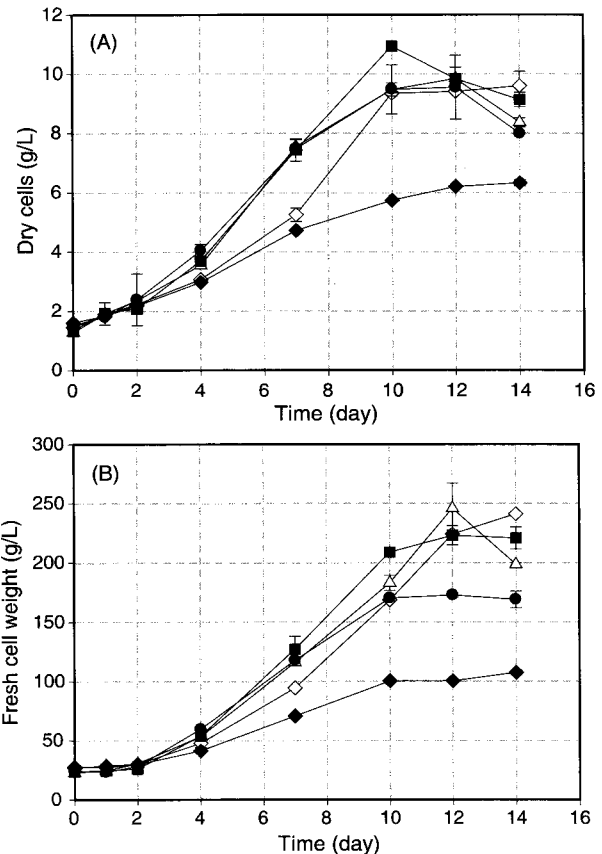 (A)
Dry cells (g/L)
12
10
8
6
4
2
0
0 2 4 6 8 10 12 14 16
Time (day)
(B)
Fresh cell weight (g/L)
300
250
200
150
100
50
0
0 2 4 6 8 10 12 14 16
Time (day)